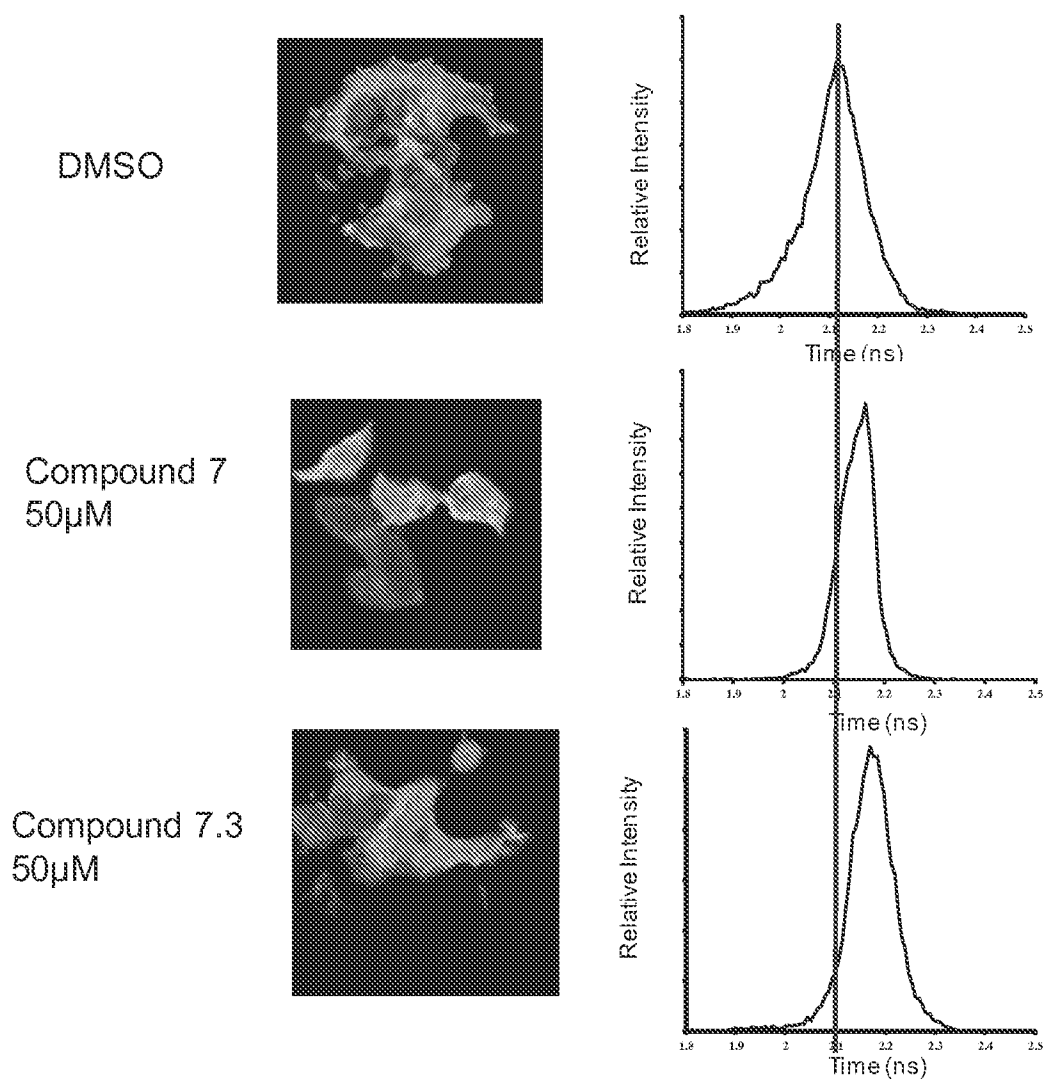 DMSO
Relative Intensity
1.8 1.9 2 2.1 2.2 2.3 2.4 2.5
Time (ns)
Compound 7
50µM
Relative Intensity
1.8 1.9 2 2.1 2.2 2.3 2.4 2.5
Time (ns)
Compound 7.3
50µM
Relative Intensity
1.8 1.9 2 2.1 2.2 2.3 2.4 2.5
Time (ns)